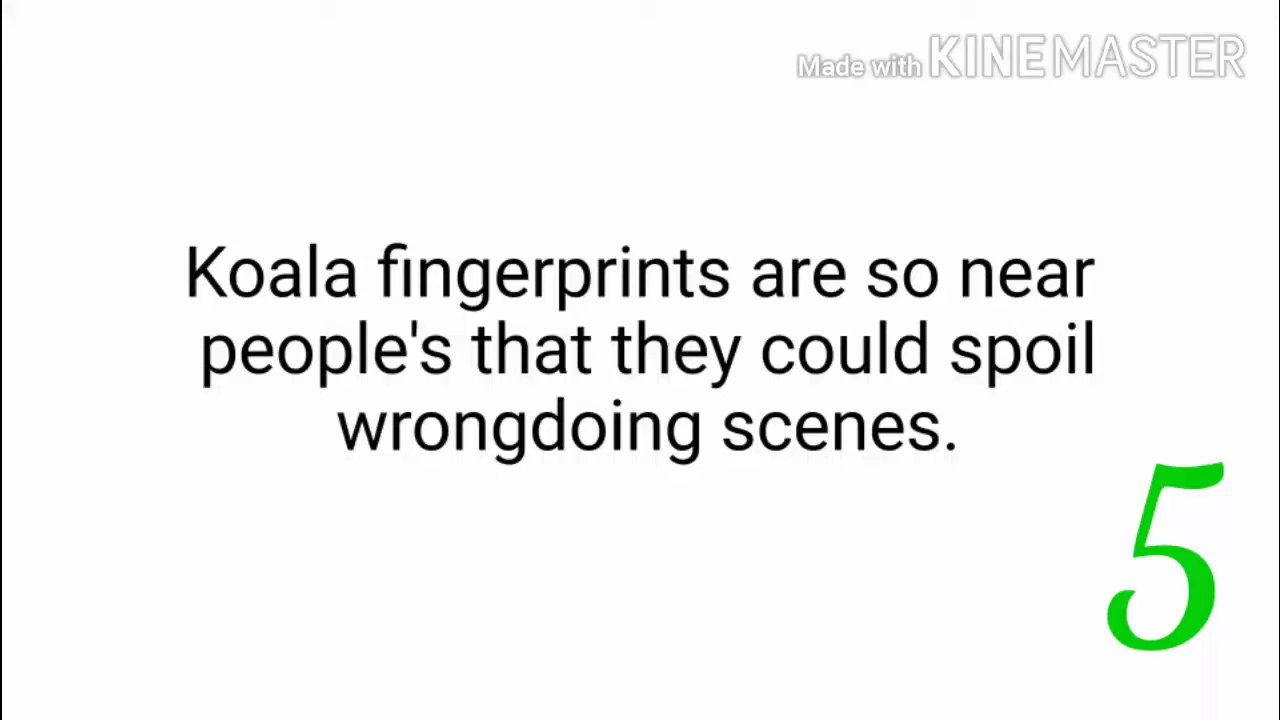 Made with KINEMASTER
Koala fingerprints are so near
people's that they could spoil
wrongdoing scenes.
5